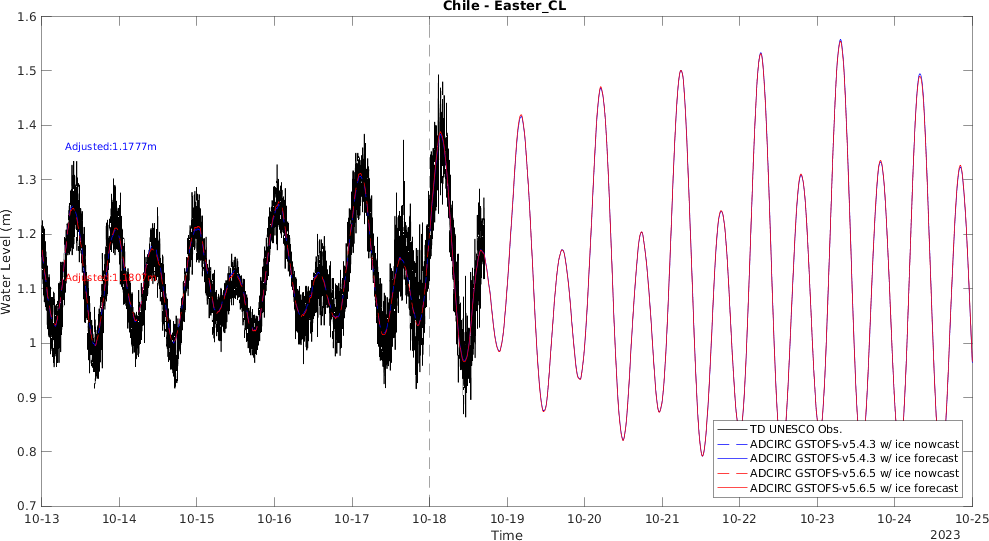 Chile - Easter_CL
1.6
1.5
1.4
1.3
1.2
1.1
1
0.9
0.8
0.7
Water Level (m)
Adjusted:1.1777m
TD UNESCO Obs.
ADCIRC GSTOFS-v5.4.3 w/ ice nowcast
ADCIRC GSTOFS-v5.4.3 w/ ice forecast
ADCIRC GSTOFS-v5.6.5 w/ ice nowcast
ADCIRC GSTOFS-v5.6.5 w/ ice forecast
10-13 10-14 10-15 10-16 10-17 10-18 10-19 10-20 10-21 10-22 10-23 10-24 10-25
Time
2023